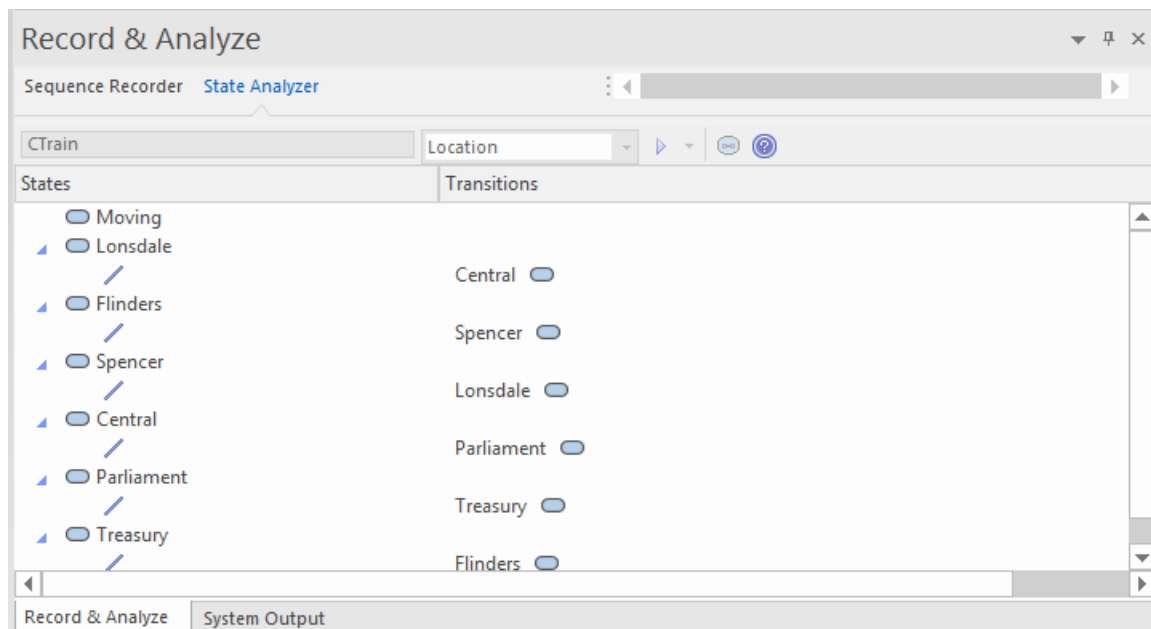 Record & Analyze
Sequence Recorder State Analyzer
CTrain Location
States Transitions
Moving
Lonsdale
Central
Flinders
Spencer
Spencer
Lonsdale
Central
Parliament
Parliament
Treasury
Treasury
Flinders
Record & Analyze System Output